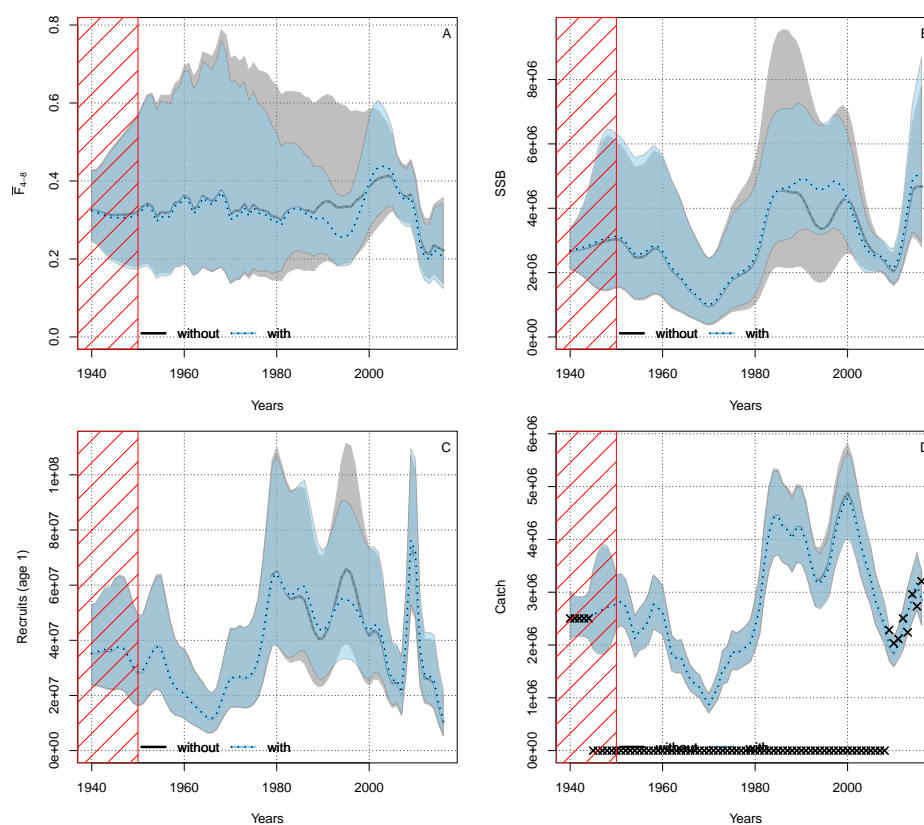 A
0.0 0.2 0.4 0.6 0.8
F̅4–8
without with
1940 1960 1980 2000
Years
B
0e+00 2e+06 4e+06 6e+06 8e+06
SSB
without with
1940 1960 1980 2000
Years
C
0e+00 2e+07 4e+07 6e+07 8e+07 1e+08
Recruits (age 1)
without with
1940 1960 1980 2000
Years
D
0e+00 1e+06 2e+06 3e+06 4e+06 5e+06 6e+06
Catch
without with
1940 1960 1980 2000
Years